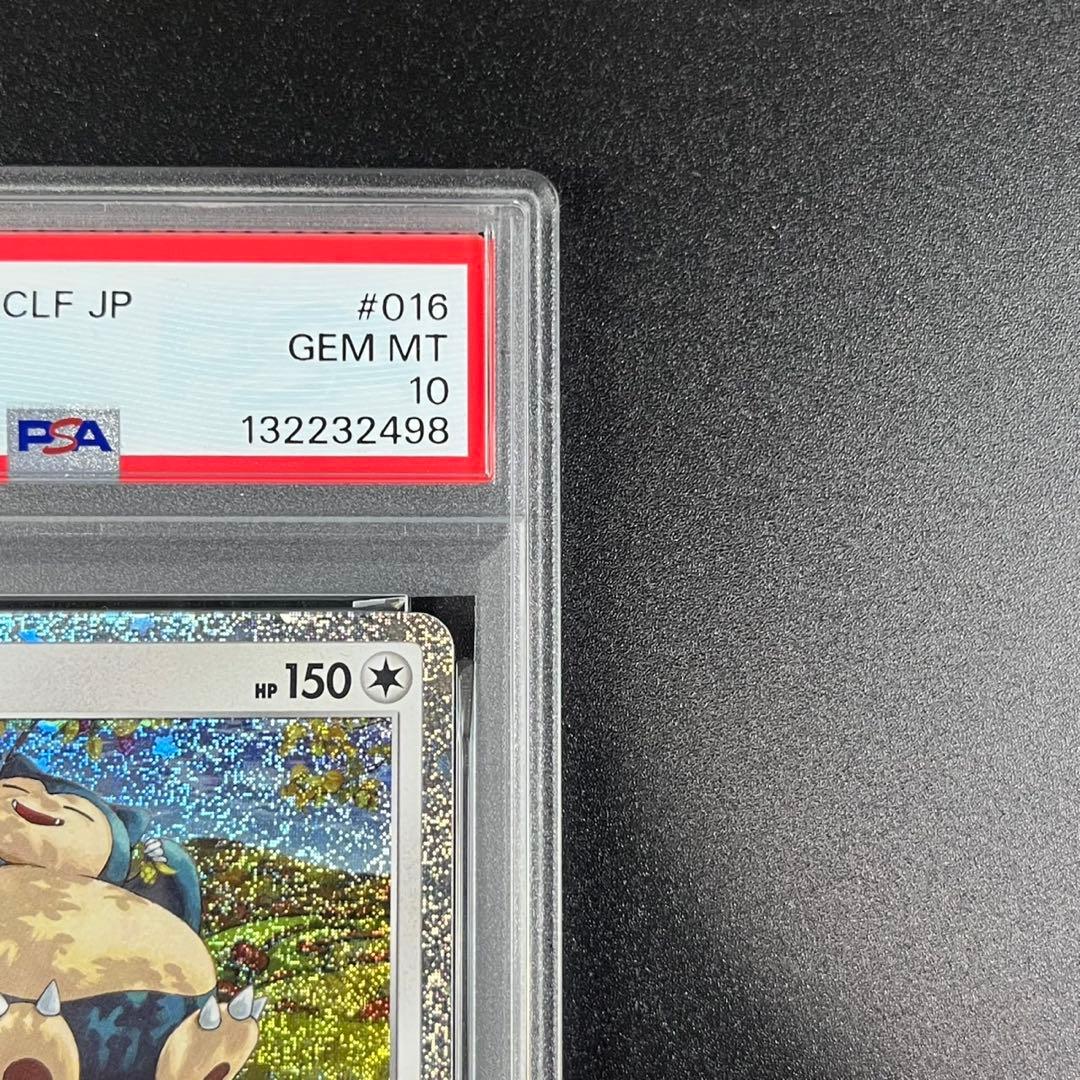 CLF JP #016
GEM MT
10
PSA 132232498
HP 150